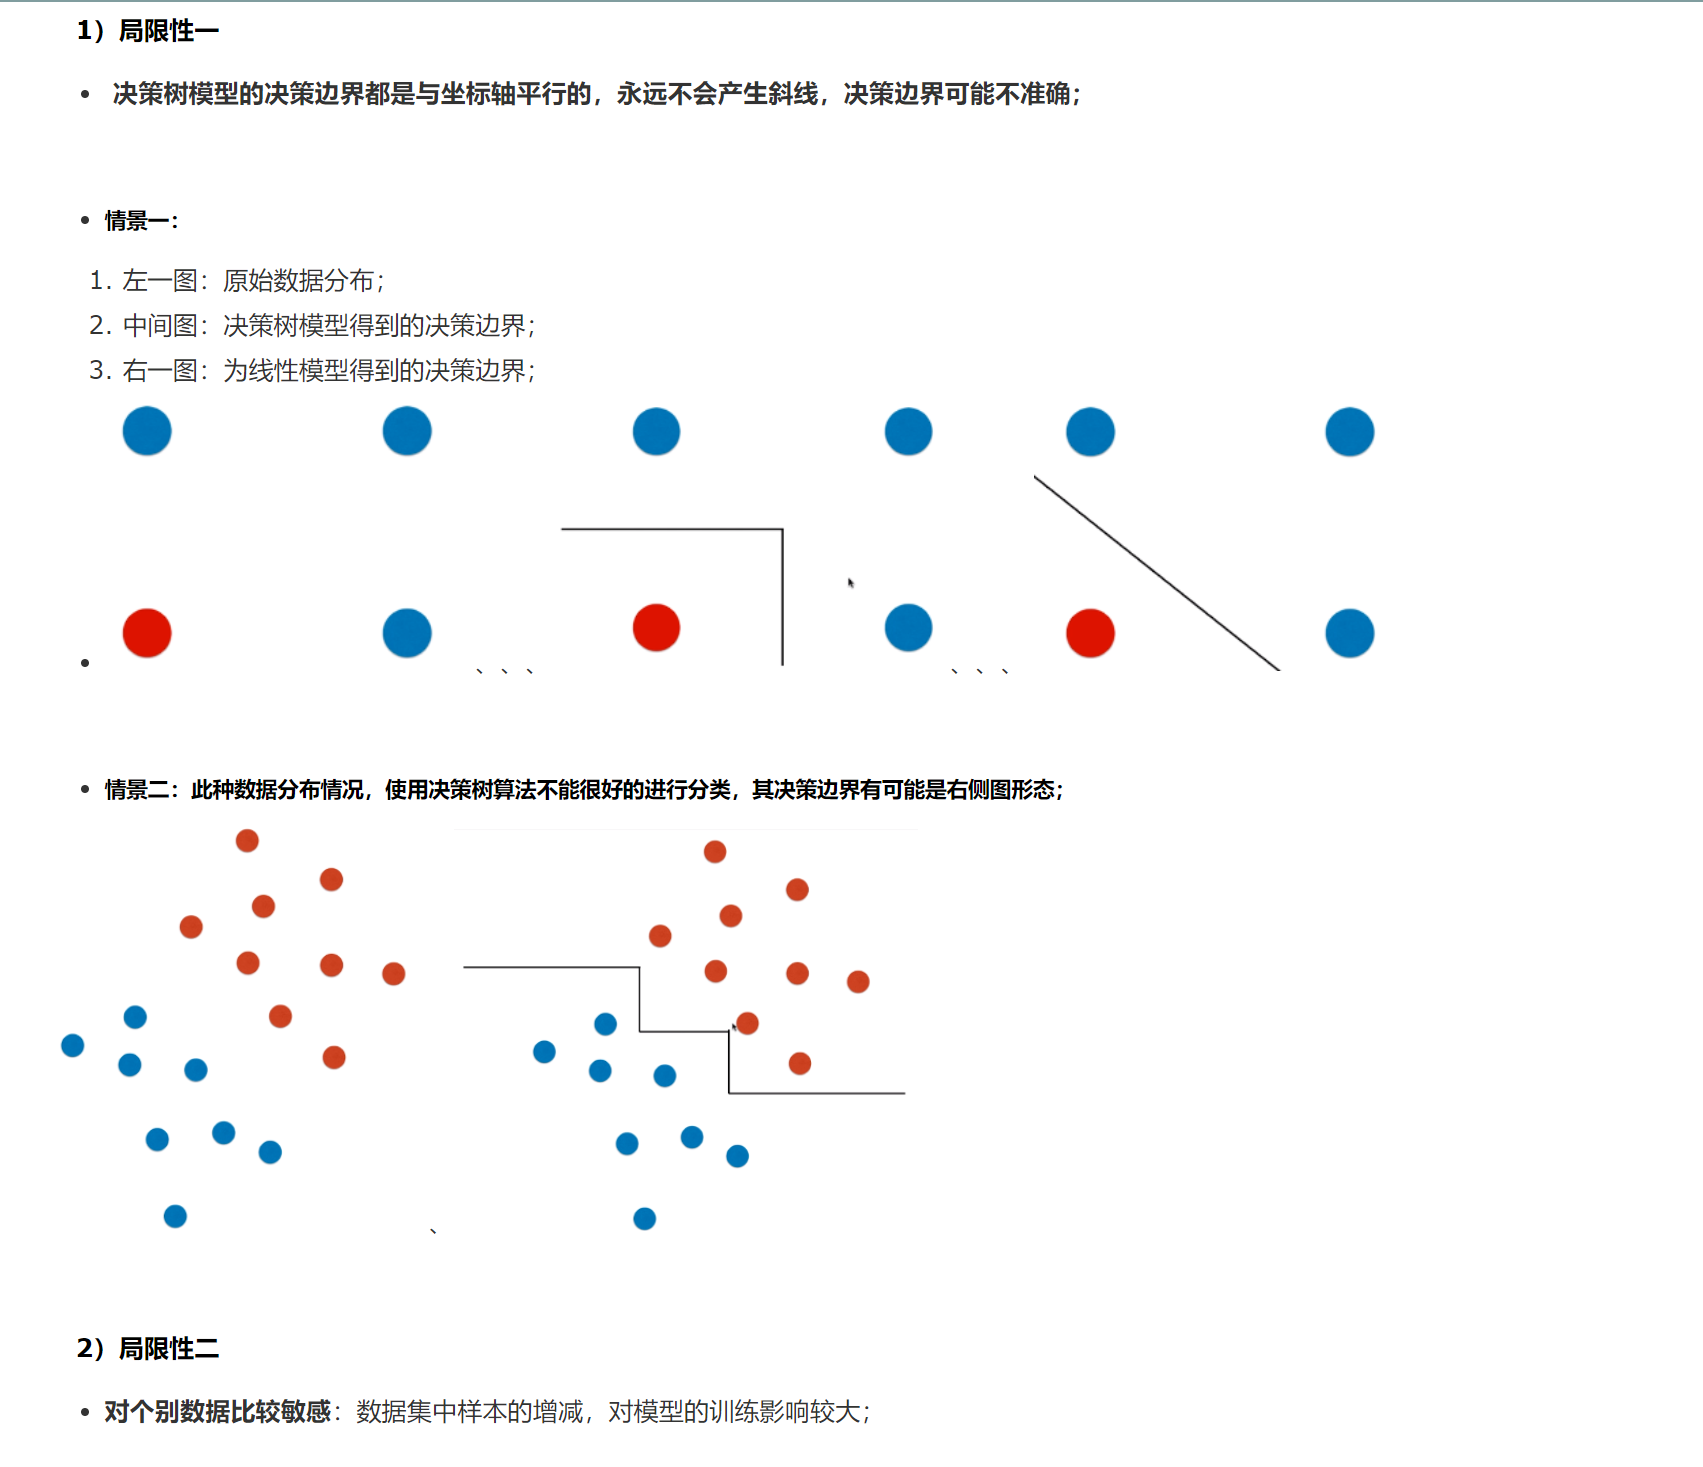 1）局限性一
决策树模型的决策边界都是与坐标轴平行的，永远不会产生斜线，决策边界可能不准确；
情景一：
1. 左一图：原始数据分布；
2. 中间图：决策树模型得到的决策边界；
3. 右一图：为线性模型得到的决策边界；
、、、 、、、
情景二：此种数据分布情况，使用决策树算法不能很好的进行分类，其决策边界有可能是右侧图形态；
、
2）局限性二
对个别数据比较敏感：数据集中样本的增减，对模型的训练影响较大；